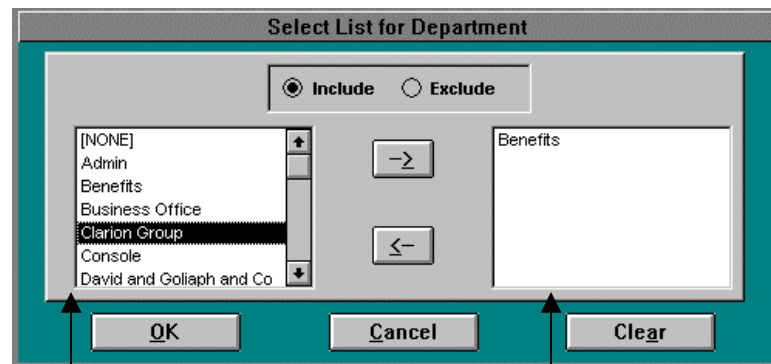 Select List for Department
Include Exclude
[NONE]
Admin
Benefits
Business Office
Clarion Group
Console
David and Goliaph and Co
->
<-
Benefits
OK Cancel Clear